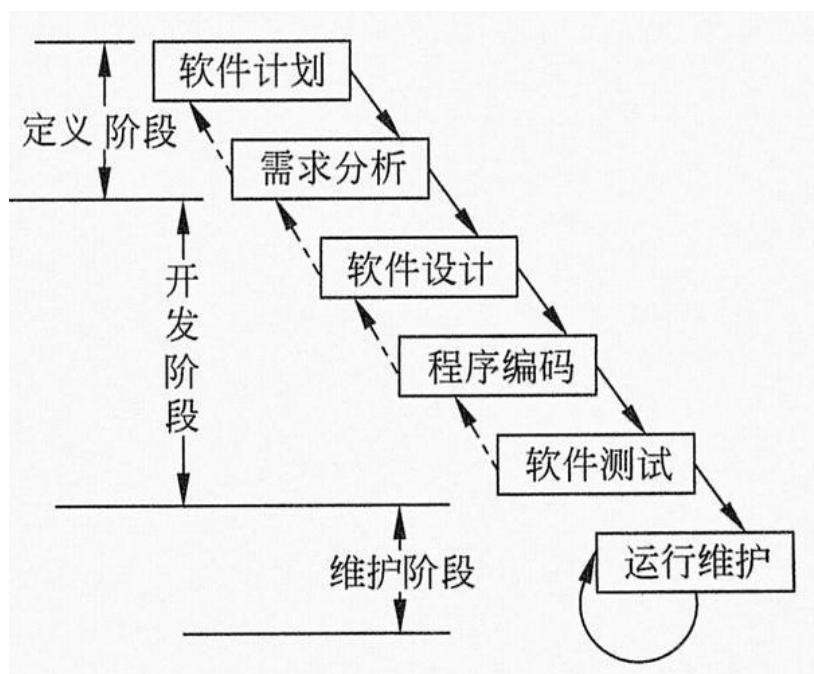 软件计划
定义阶段
需求分析
软件设计
开发阶段
程序编码
软件测试
运行维护
维护阶段